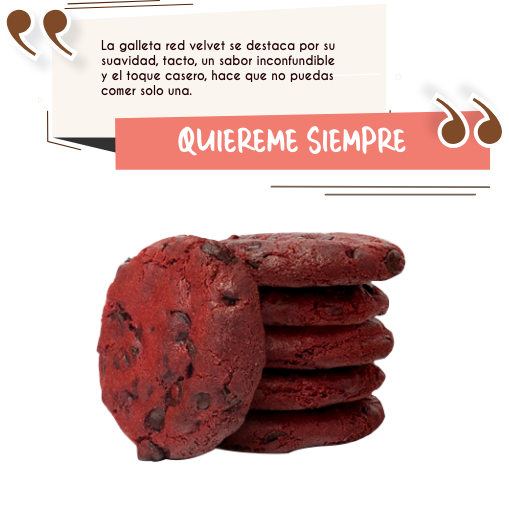 La galleta red velvet se destaca por su
suavidad, tacto, un sabor inconfundible
y el toque casero, hace que no puedas
comer solo una.
QUIEREME SIEMPRE